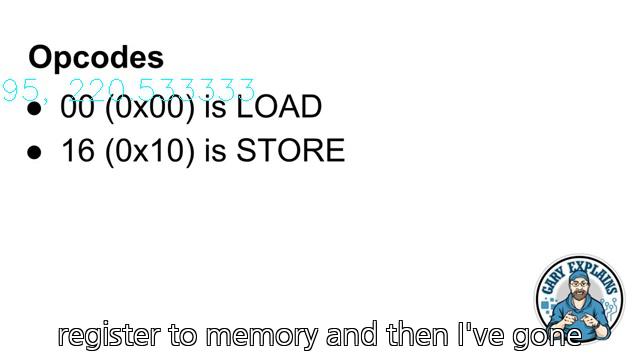 Opcodes
95, 220.533333
● 00 (0x00) is LOAD
● 16 (0x10) is STORE
GARY EXPLAINS
register to memory and then I've gone